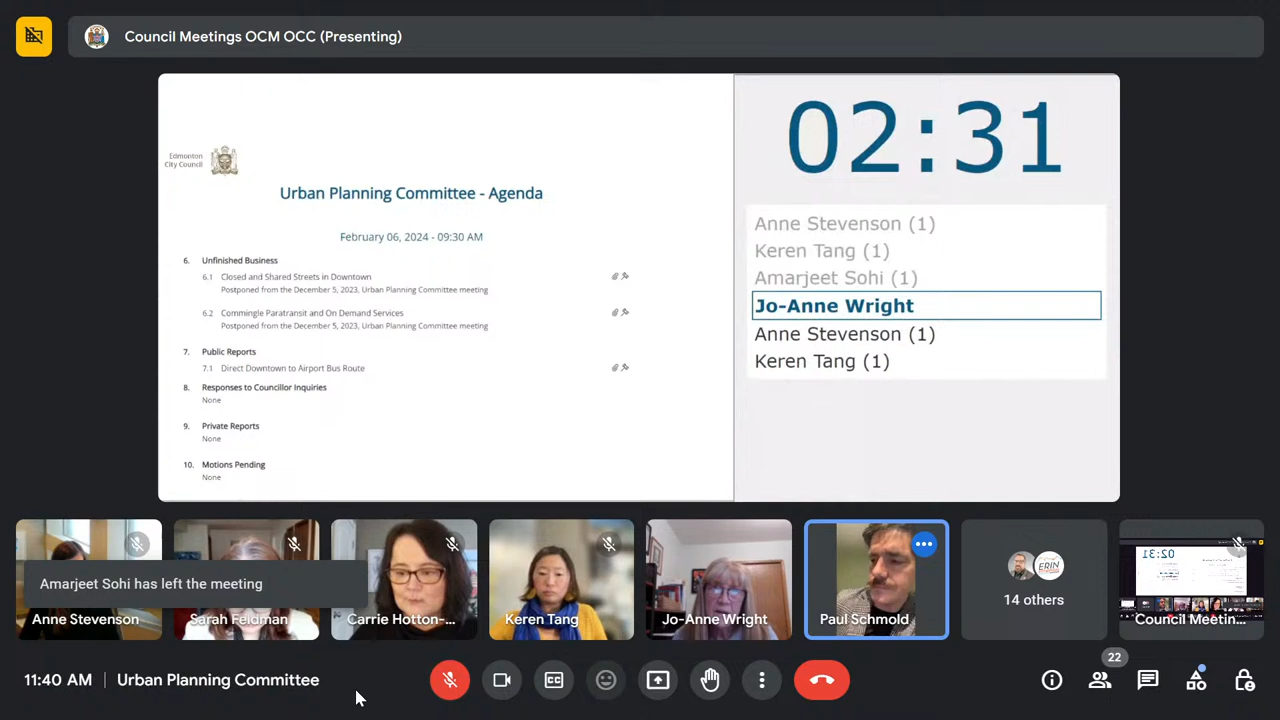 Council Meetings OCM OCC (Presenting)
Edmonton
City Council
Urban Planning Committee - Agenda
February 06, 2024 - 09:30 AM
6. Unfinished Business
6.1 Closed and Shared Streets in Downtown
Postponed from the December 5, 2023, Urban Planning Committee meeting
6.2 Commingle Paratransit and On Demand Services
Postponed from the December 5, 2023, Urban Planning Committee meeting
7. Public Reports
7.1 Direct Downtown to Airport Bus Route
8. Responses to Councillor Inquiries
None
9. Private Reports
None
10. Motions Pending
None
02:31
Anne Stevenson (1)
Keren Tang (1)
Amarjeet Sohi (1)
Jo-Anne Wright
Anne Stevenson (1)
Keren Tang (1)
Amarjeet Sohi has left the meeting
Anne Stevenson
Sarah Feldman
Carrie Hotton-...
Keren Tang
Jo-Anne Wright
Paul Schmold
ERIN
14 others
02:31
Council Meetin...
11:40 AM | Urban Planning Committee
CC
22